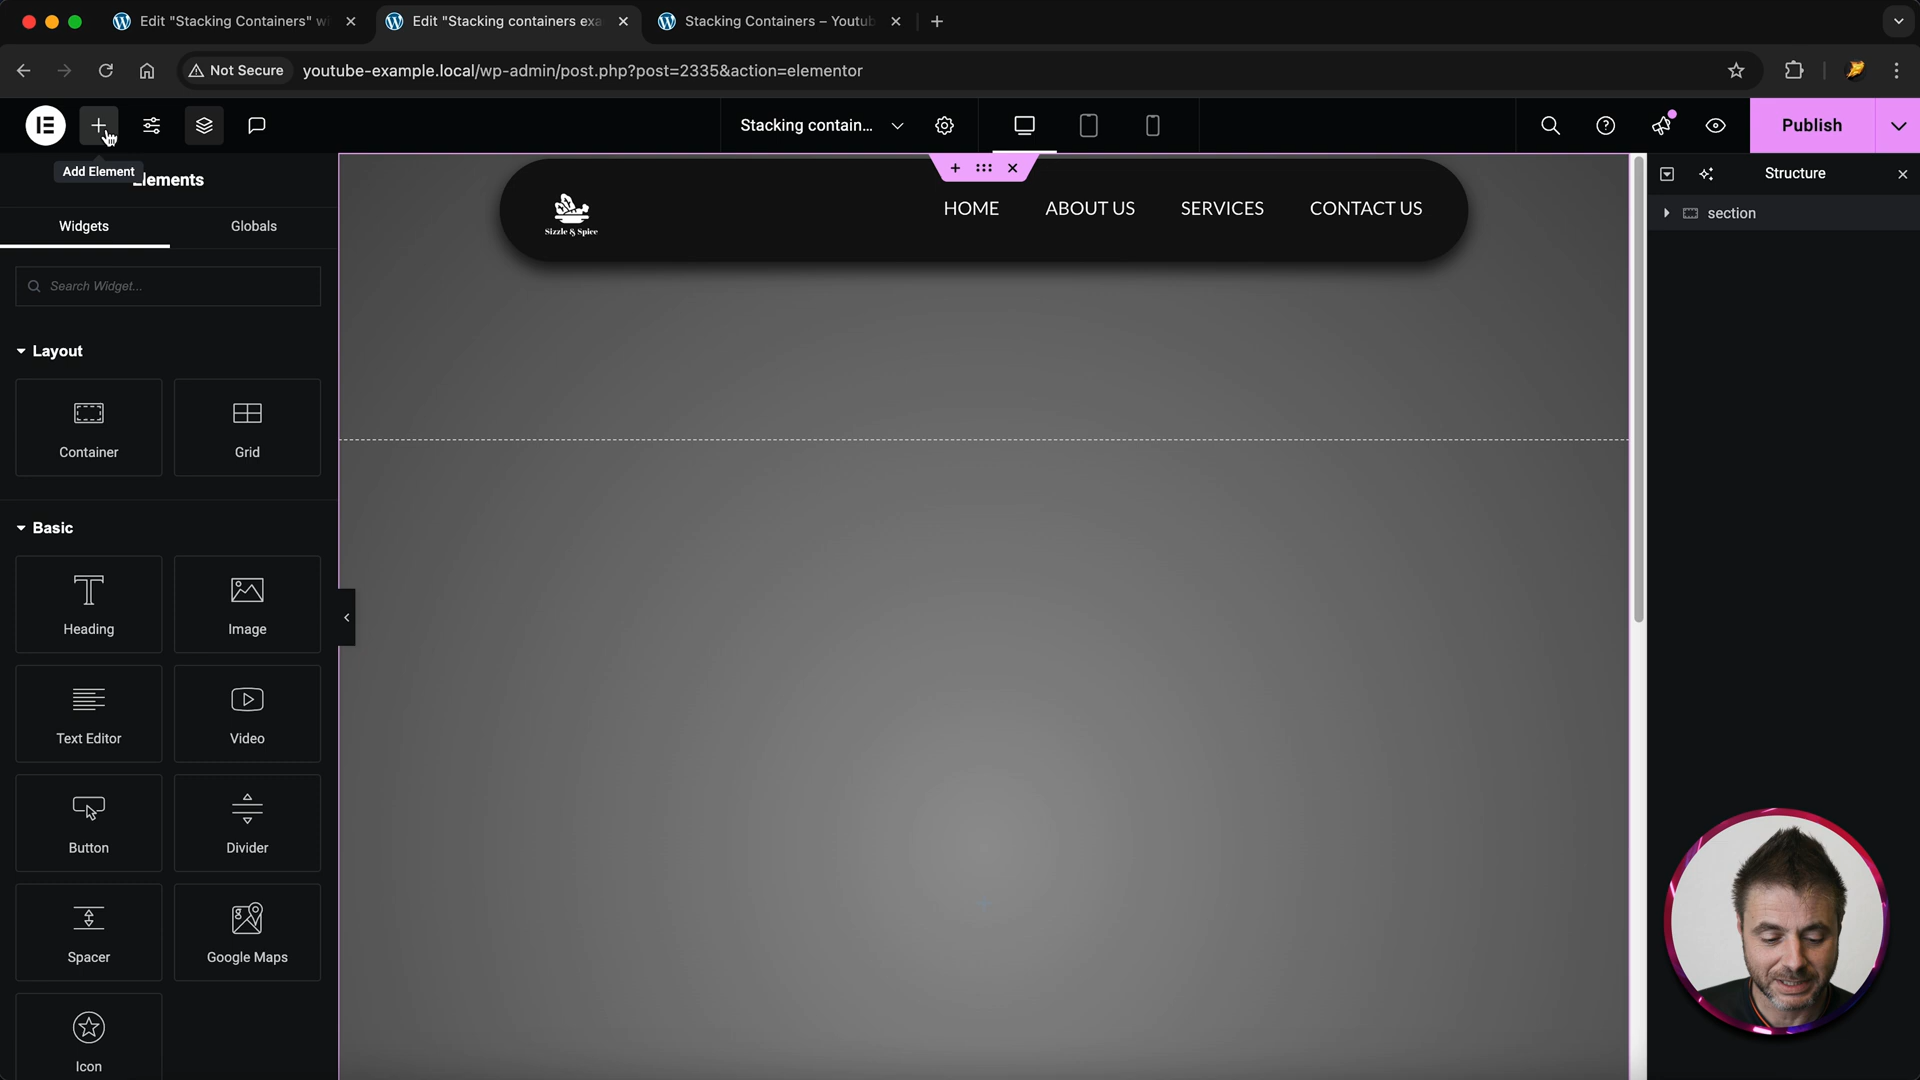 Edit "Stacking Containers" w
Edit "Stacking containers exa
Stacking Containers – Youtub
Not Secure
youtube-example.local/wp-admin/post.php?post=2335&action=elementor
Stacking contain...
Publish
Add Element
Elements
Widgets
Globals
Search Widget...
Layout
Container
Grid
Basic
Heading
Image
Text Editor
Video
Button
Divider
Spacer
Google Maps
Icon
Sizzle & Spice
HOME
ABOUT US
SERVICES
CONTACT US
Structure
section